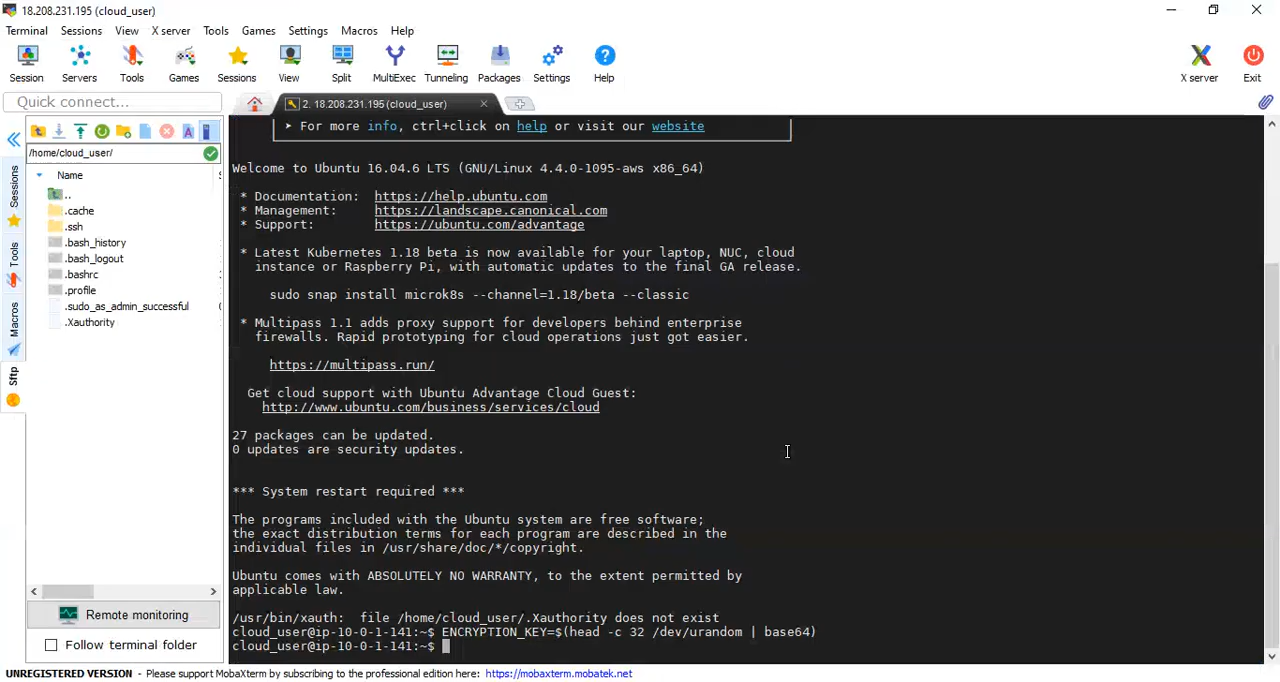 18.208.231.195 (cloud_user)
Terminal Sessions View X server Tools Games Settings Macros Help
Session Servers Tools Games Sessions View Split MultiExec Tunneling Packages Settings Help X server Exit
Quick connect...
2. 18.208.231.195 (cloud_user)
/home/cloud_user/
Name
..
.cache
.ssh
.bash_history
.bash_logout
.bashrc
.profile
.sudo_as_admin_successful
.Xauthority
Sessions
Tools
Macros
Sftp
Remote monitoring
Follow terminal folder
➤ For more info, ctrl+click on help or visit our website
Welcome to Ubuntu 16.04.6 LTS (GNU/Linux 4.4.0-1095-aws x86_64)
* Documentation: https://help.ubuntu.com
* Management: https://landscape.canonical.com
* Support: https://ubuntu.com/advantage
* Latest Kubernetes 1.18 beta is now available for your laptop, NUC, cloud
instance or Raspberry Pi, with automatic updates to the final GA release.
sudo snap install microk8s --channel=1.18/beta --classic
* Multipass 1.1 adds proxy support for developers behind enterprise
firewalls. Rapid prototyping for cloud operations just got easier.
https://multipass.run/
Get cloud support with Ubuntu Advantage Cloud Guest:
http://www.ubuntu.com/business/services/cloud
27 packages can be updated.
0 updates are security updates.
*** System restart required ***
The programs included with the Ubuntu system are free software;
the exact distribution terms for each program are described in the
individual files in /usr/share/doc/*/copyright.
Ubuntu comes with ABSOLUTELY NO WARRANTY, to the extent permitted by
applicable law.
/usr/bin/xauth: file /home/cloud_user/.Xauthority does not exist
cloud_user@ip-10-0-1-141:~$ ENCRYPTION_KEY=$(head -c 32 /dev/urandom | base64)
cloud_user@ip-10-0-1-141:~$
UNREGISTERED VERSION - Please support MobaXterm by subscribing to the professional edition here: https://mobaxterm.mobatek.net